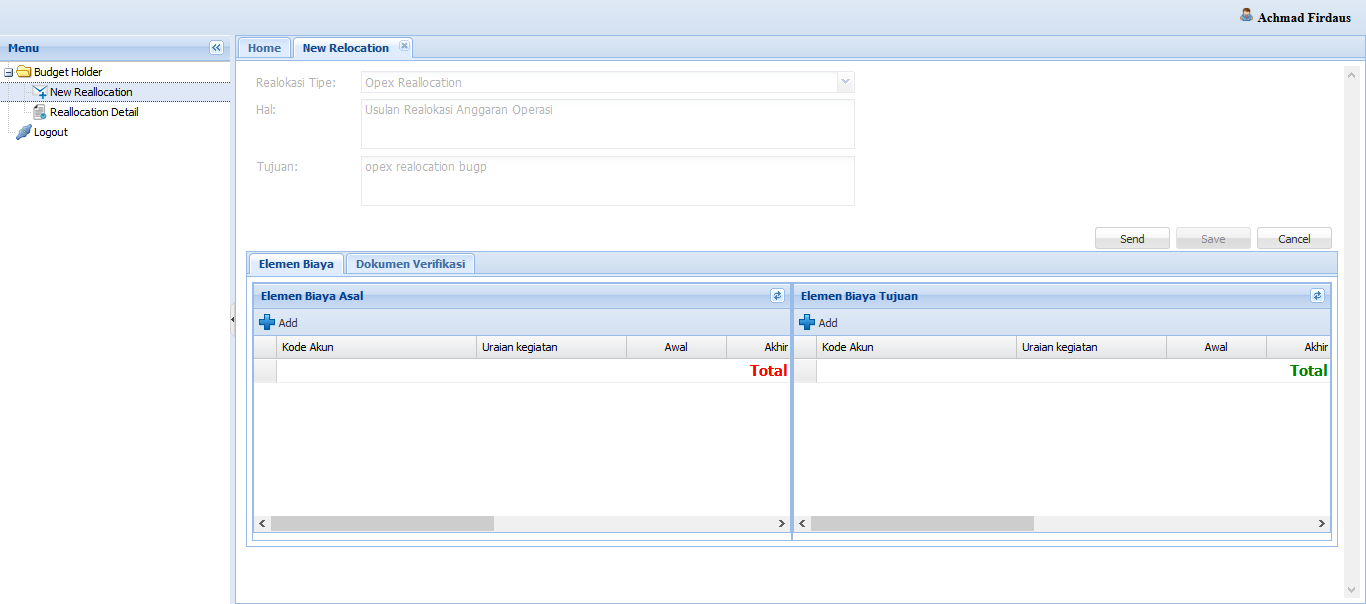 Achmad Firdaus
Menu
Budget Holder
New Reallocation
Reallocation Detail
Logout
Home New Relocation
Realokasi Tipe: Opex Reallocation
Hal: Usulan Realokasi Anggaran Operasi
Tujuan: opex realocation bugp
Send Save Cancel
Elemen Biaya Dokumen Verifikasi
Elemen Biaya Asal
Add
Kode Akun Uraian kegiatan Awal Akhir
Total
Elemen Biaya Tujuan
Add
Kode Akun Uraian kegiatan Awal Akhir
Total